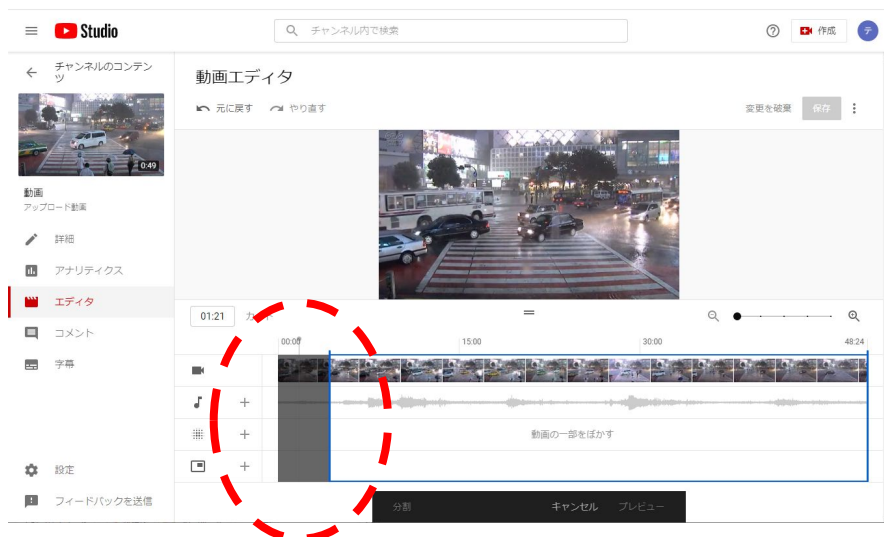 Studio
チャンネル内で検索
作成
テ
チャンネルのコンテン
ツ
動画エディタ
元に戻す
やり直す
変更を破棄
保存
0:49
動画
アップロード動画
詳細
アナリティクス
エディタ
コメント
字幕
設定
フィードバックを送信
01:21
00:00
15:00
30:00
48:24
動画の一部をぼかす
分割
キャンセル
プレビュー